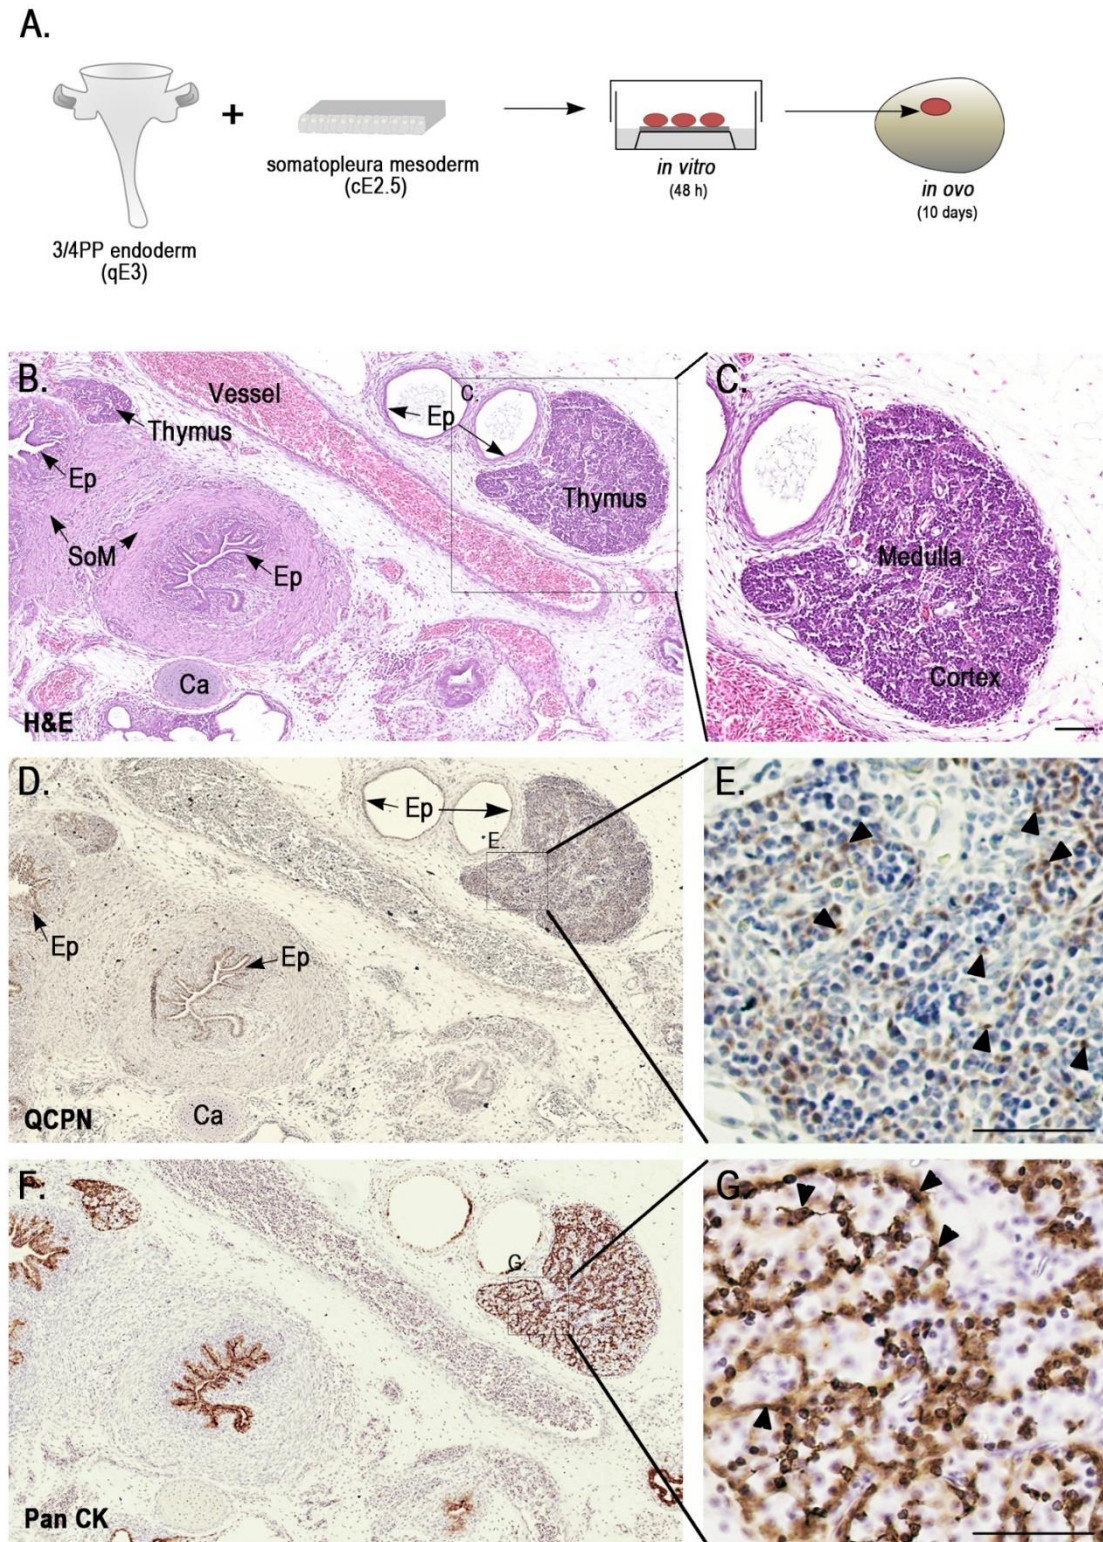 A.
+
3/4PP endoderm
(qE3)
somatopleura mesoderm
(cE2.5)
in vitro
(48 h)
in ovo
(10 days)
B.
Vessel
Thymus
Ep
SoM
Ep
Ep
C.
Thymus
Ca
H&E
C.
Medulla
Cortex
D.
Ep
E.
Ep
Ep
Ca
QCPN
E.
F.
G
Pan CK
G.